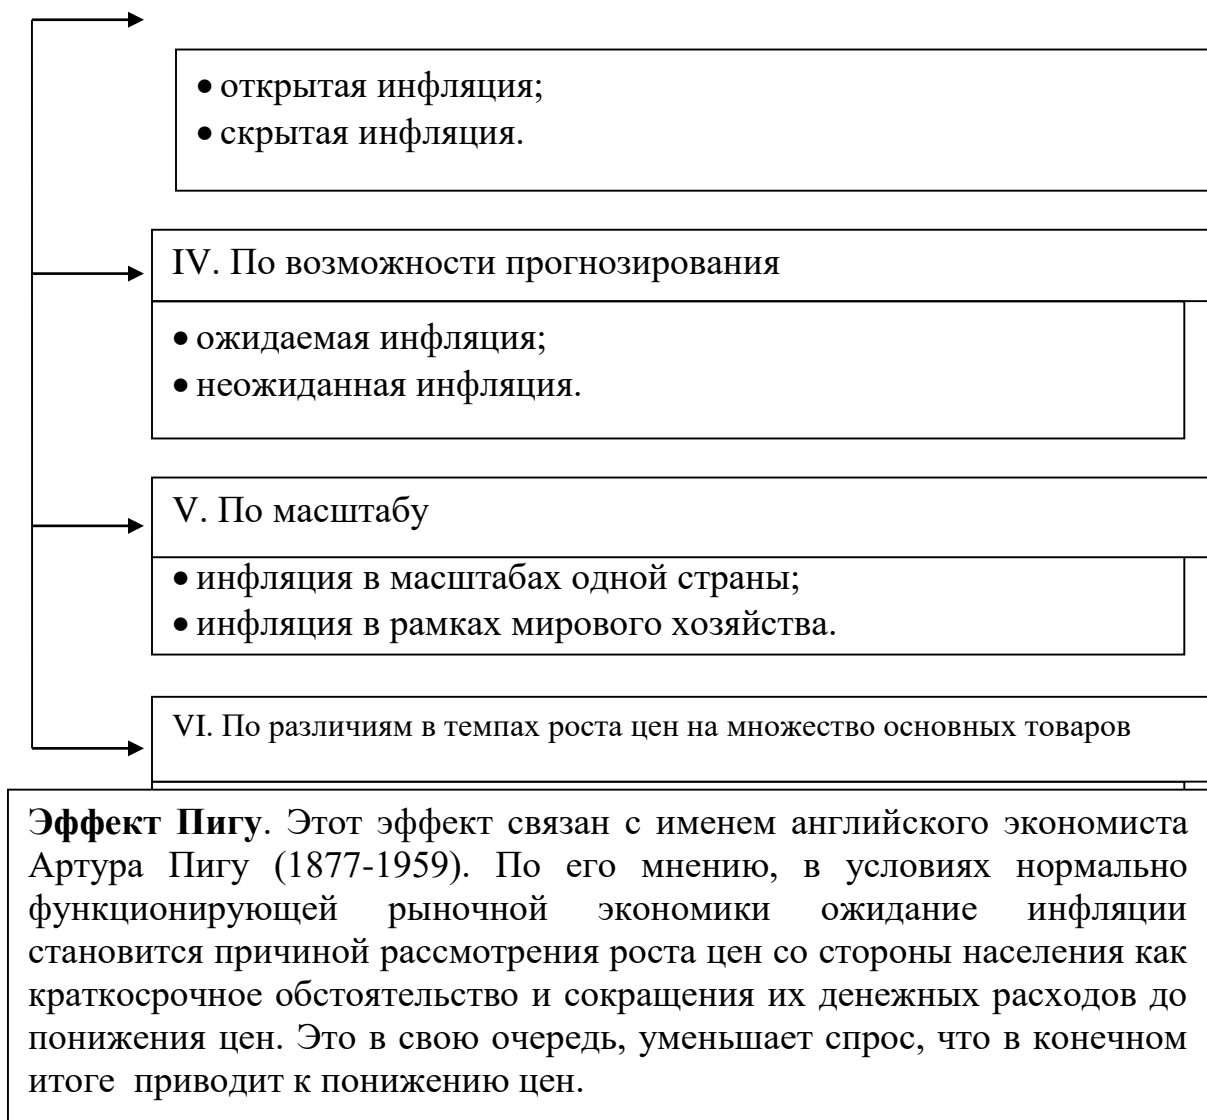 • открытая инфляция;
• скрытая инфляция.
IV. По возможности прогнозирования
• ожидаемая инфляция;
• неожиданная инфляция.
V. По масштабу
• инфляция в масштабах одной страны;
• инфляция в рамках мирового хозяйства.
VI. По различиям в темпах роста цен на множество основных товаров
Эффект Пигу. Этот эффект связан с именем английского экономиста
Артура Пигу (1877-1959). По его мнению, в условиях нормально
функционирующей рыночной экономики ожидание инфляции
становится причиной рассмотрения роста цен со стороны населения как
краткосрочное обстоятельство и сокращения их денежных расходов до
понижения цен. Это в свою очередь, уменьшает спрос, что в конечном
итоге приводит к понижению цен.